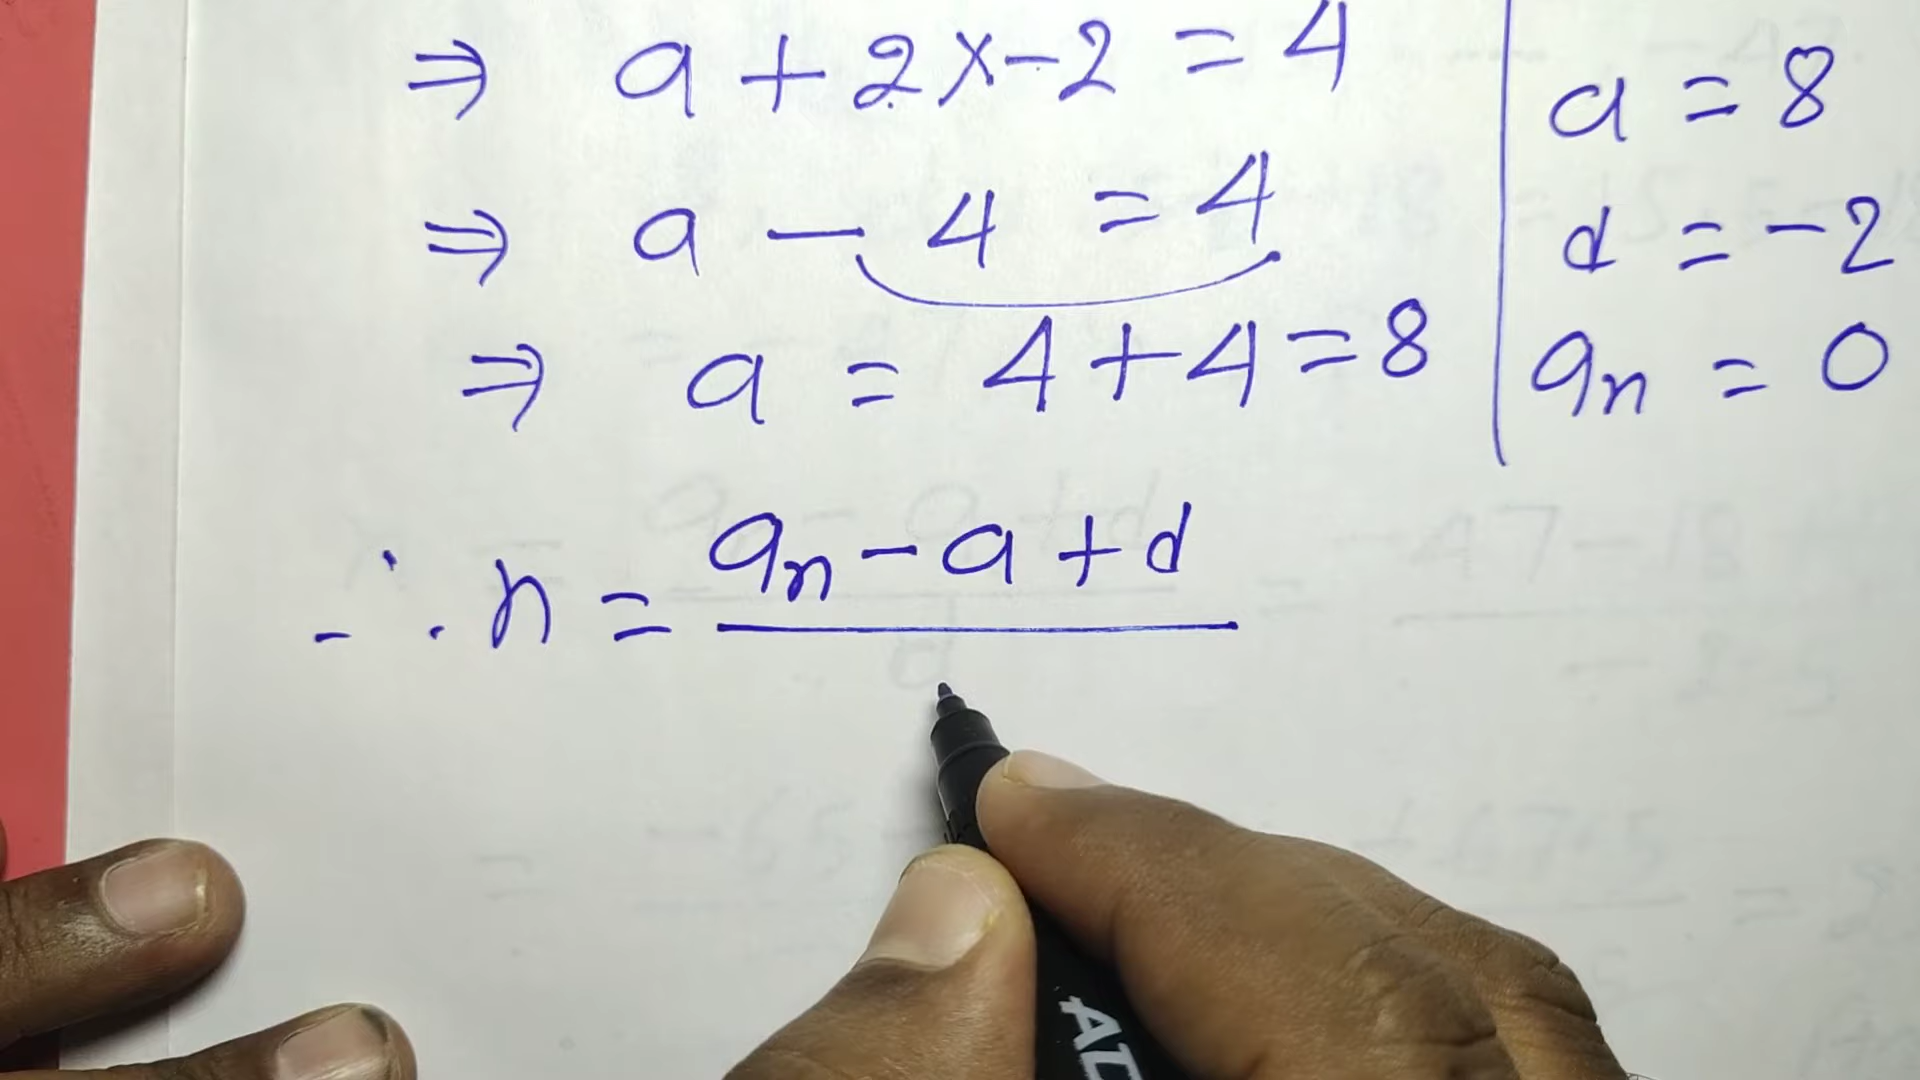 ⇒ a + 2 × - 2 = 4
⇒ a - 4 = 4
⇒ a = 4 + 4 = 8
∴ n = (aₙ - a + d) /
a = 8
d = -2
aₙ = 0